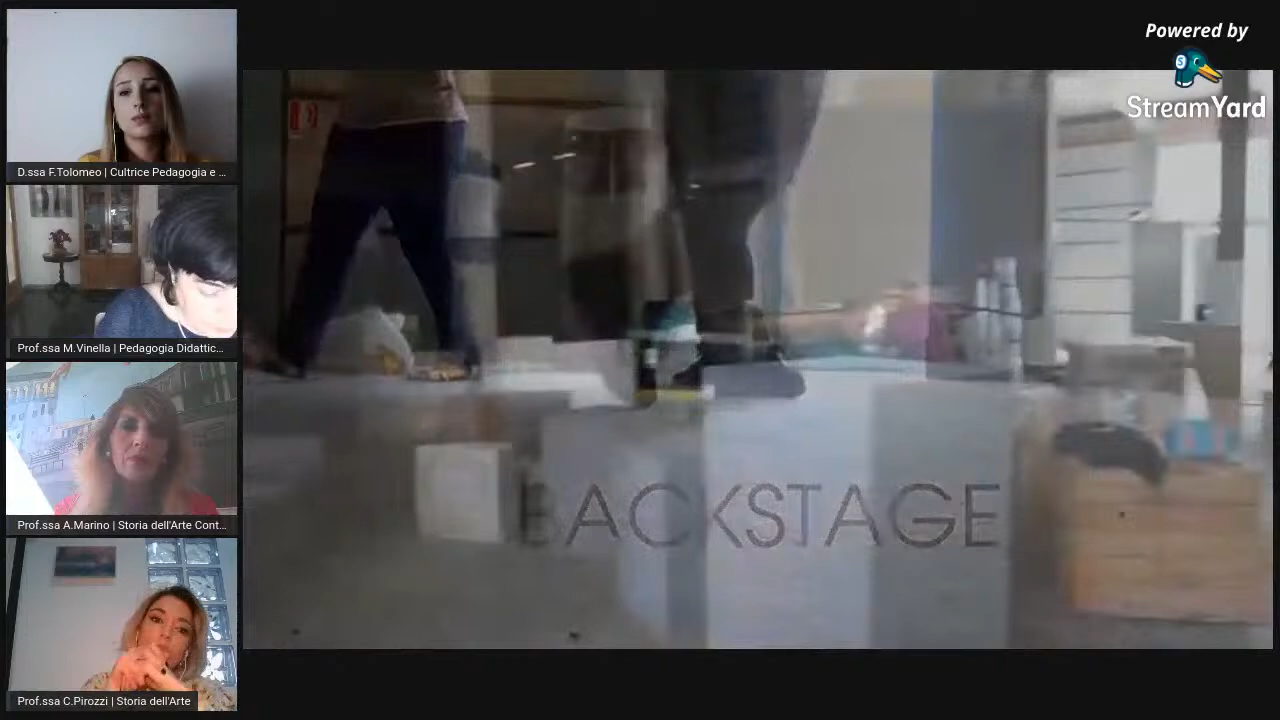 Powered by
StreamYard
D.ssa F.Tolomeo | Cultrice Pedagogia e ...
Prof.ssa M.Vinella | Pedagogia Didattic...
Prof.ssa A.Marino | Storia dell'Arte Cont...
Prof.ssa C.Pirozzi | Storia dell'Arte
BACKSTAGE